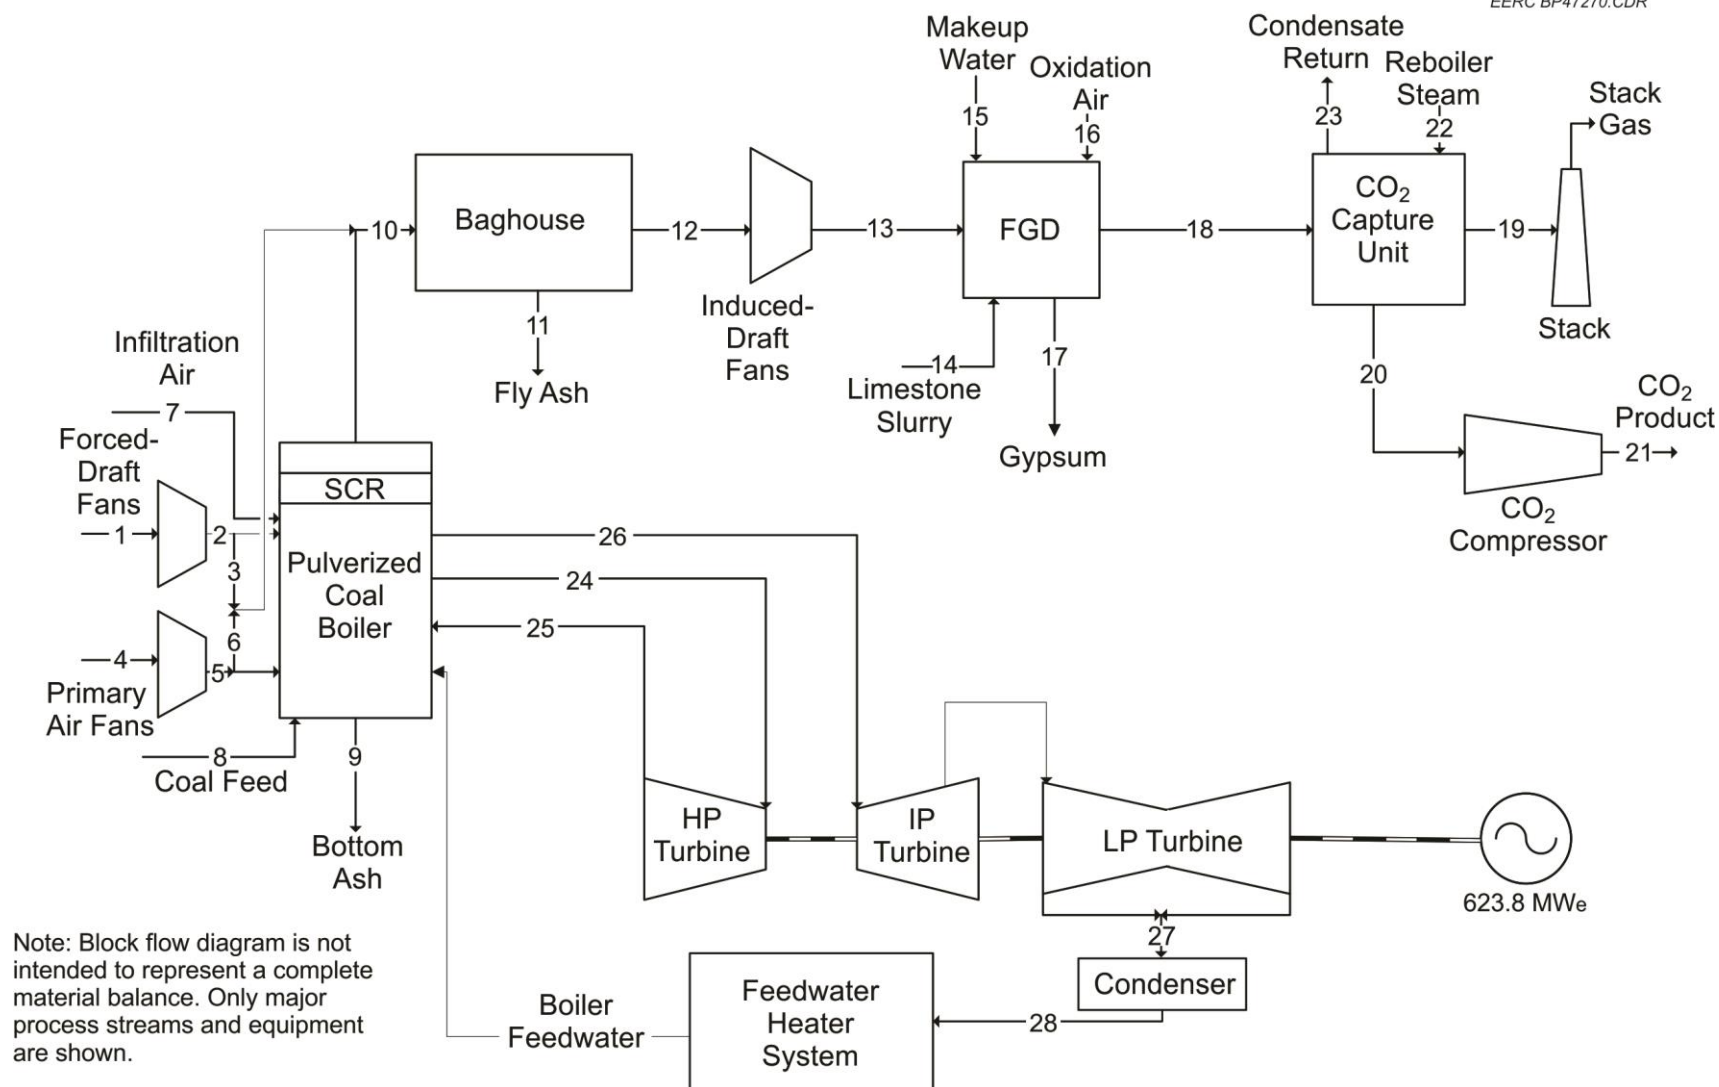 EERC BP47270.CDR
Makeup
Water
Oxidation
Air
Condensate
Return
Reboiler
Steam
Stack
Gas
15
16
23
22
10
Baghouse
12
13
FGD
18
CO2
Capture
Unit
19
Stack
11
Fly Ash
Induced-
Draft
Fans
14
Limestone
Slurry
17
Gypsum
20
CO2
Product
21
CO2
Compressor
Infiltration
Air
7
Forced-
Draft
Fans
1
2
3
SCR
Pulverized
Coal
Boiler
4
5
6
Primary
Air Fans
8
Coal Feed
9
Bottom
Ash
26
24
25
HP
Turbine
IP
Turbine
LP Turbine
623.8 MWe
27
Condenser
28
Feedwater
Heater
System
Boiler
Feedwater
Note: Block flow diagram is not
intended to represent a complete
material balance. Only major
process streams and equipment
are shown.